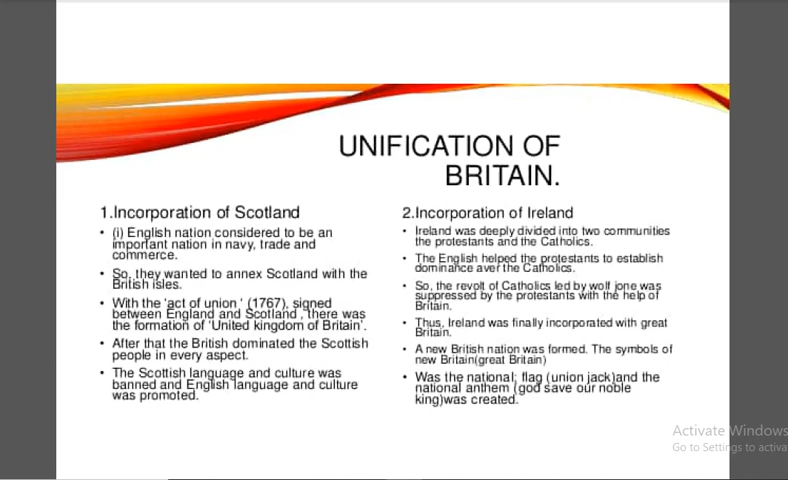 UNIFICATION OF
BRITAIN.
1.Incorporation of Scotland
• (i) English nation considered to be an
important nation in navy, trade and
commerce.
• So, they wanted to annex Scotland with the
British isles.
• With the 'act of union ' (1767), signed
between England and Scotland , there was
the formation of 'United kingdom of Britain'.
• After that the British dominated the Scottish
people in every aspect.
• The Scottish language and culture was
banned and English language and culture
was promoted.
2.Incorporation of Ireland
• Ireland was deeply divided into two communities
the protestants and the Catholics.
• The English helped the protestants to establish
dominance aver the Catholics.
• So, the revolt of Catholics led by wolf jone was
suppressed by the protestants with the help of
Britain.
• Thus, Ireland was finally incorporated with great
Britain.
• A new British nation was formed. The symbols of
new Britain(great Britain)
• Was the national; flag (union jack)and the
national anthem (god save our noble
king)was created.
Activate Windows
Go to Settings to activa